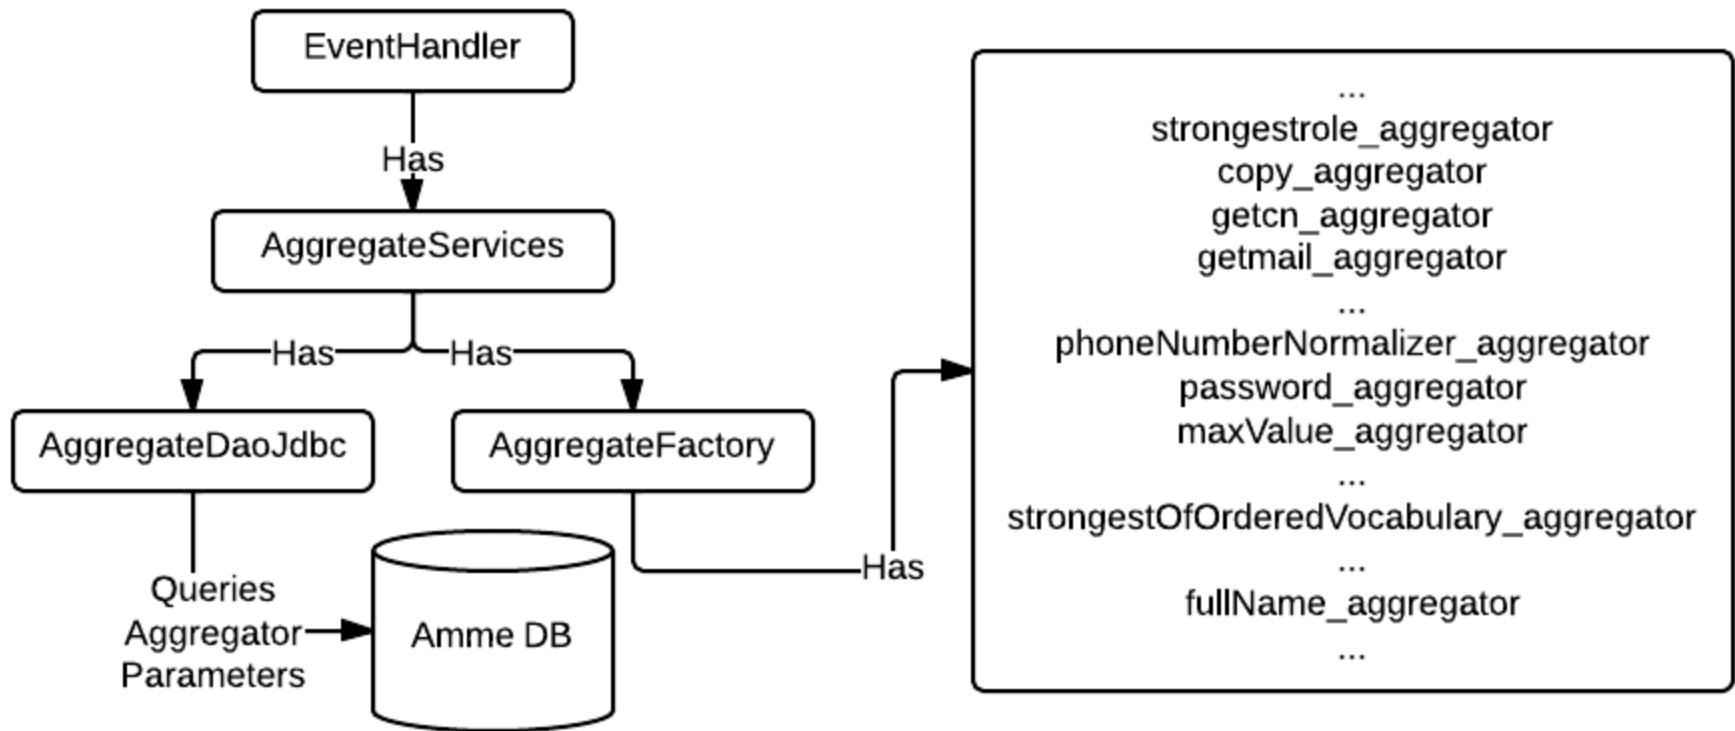 EventHandler
Has
AggregateServices
Has
Has
AggregateDaoJdbc
AggregateFactory
Queries
Aggregator
Parameters
Amme DB
Has
...
strongestrole_aggregator
copy_aggregator
getcn_aggregator
getmail_aggregator
...
phoneNumberNormalizer_aggregator
password_aggregator
maxValue_aggregator
...
strongestOfOrderedVocabulary_aggregator
...
fullName_aggregator
...